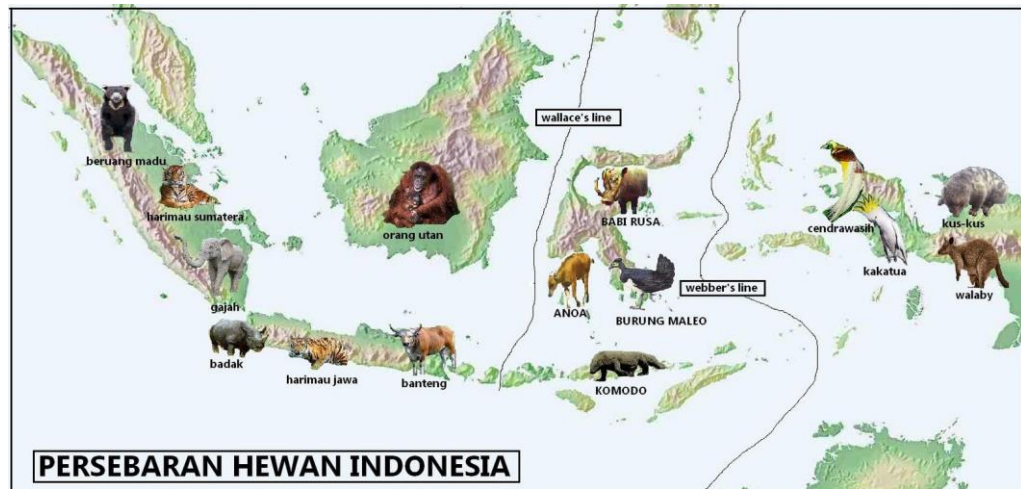 wallace's line
beruang madu
harimau sumatera
orang utan
BABI RUSA
cendrawasih
kus-kus
kakatua
walaby
webber's line
gajah
ANOA
BURUNG MALEO
badak
harimau jawa
banteng
KOMODO
PERSEBARAN HEWAN INDONESIA